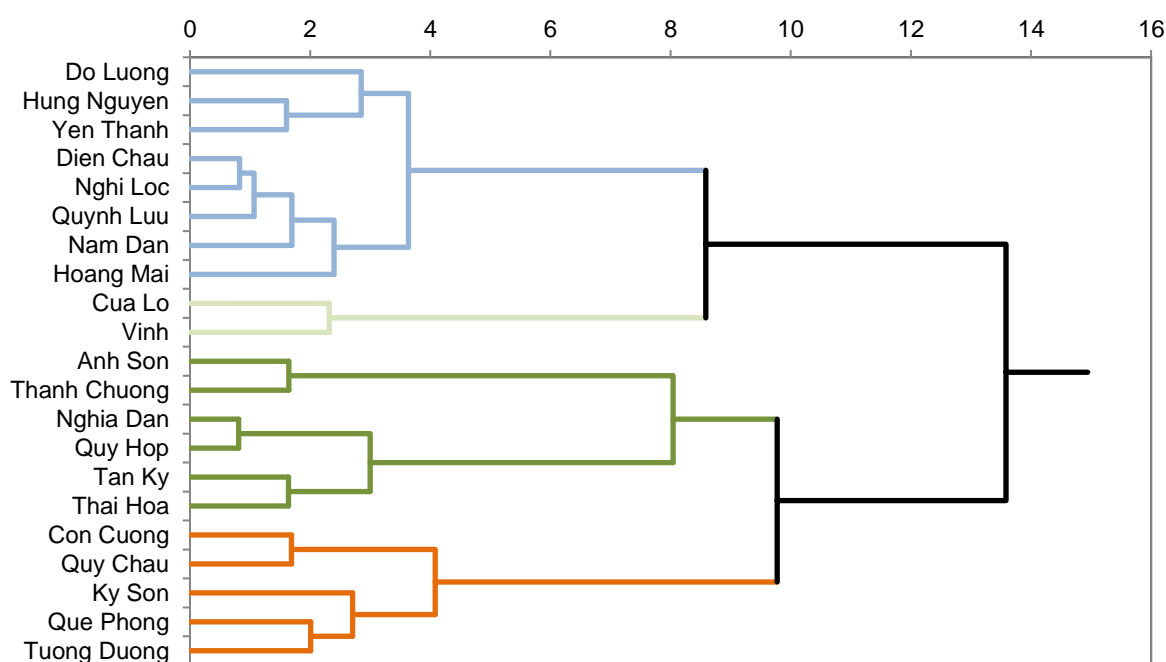 0 2 4 6 8 10 12 14 16
Do Luong
Hung Nguyen
Yen Thanh
Dien Chau
Nghi Loc
Quynh Luu
Nam Dan
Hoang Mai
Cua Lo
Vinh
Anh Son
Thanh Chuong
Nghia Dan
Quy Hop
Tan Ky
Thai Hoa
Con Cuong
Quy Chau
Ky Son
Que Phong
Tuong Duong